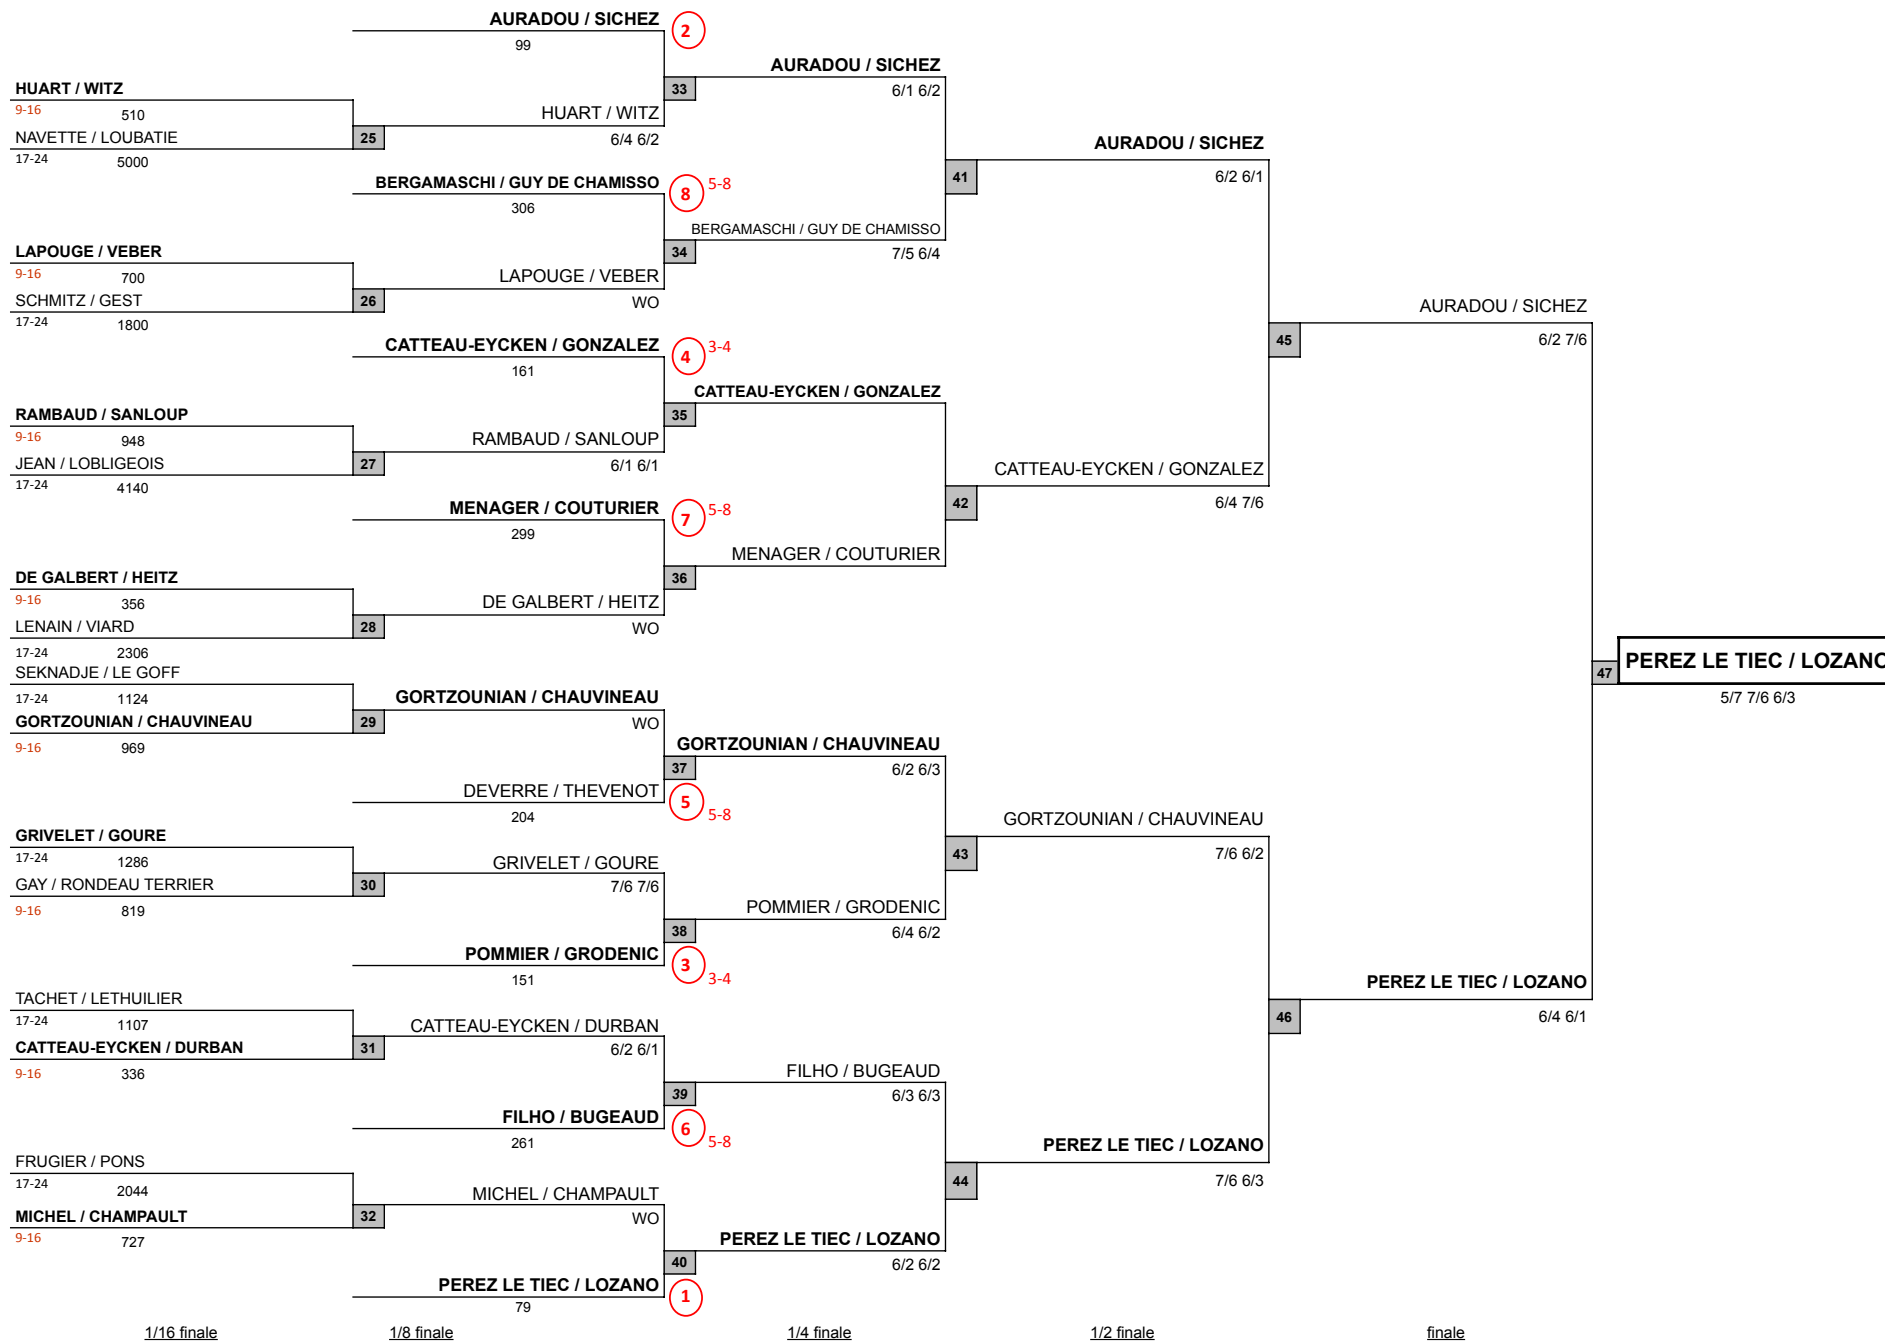 AURADOU / SICHEZ
2
99
AURADOU / SICHEZ
HUART / WITZ
33
6/1 6/2
9-16
510
HUART / WITZ
NAVETTE / LOUBATIE
25
6/4 6/2
17-24
5000
AURADOU / SICHEZ
BERGAMASCHI / GUY DE CHAMISSO
8
5-8
41
6/2 6/1
306
BERGAMASCHI / GUY DE CHAMISSO
LAPOUGE / VEBER
34
7/5 6/4
9-16
700
LAPOUGE / VEBER
SCHMITZ / GEST
26
WO
17-24
1800
AURADOU / SICHEZ
CATTEAU-EYCKEN / GONZALEZ
4
3-4
45
6/2 7/6
161
CATTEAU-EYCKEN / GONZALEZ
RAMBAUD / SANLOUP
35
9-16
948
RAMBAUD / SANLOUP
JEAN / LOBLIGEOIS
27
6/1 6/1
CATTEAU-EYCKEN / GONZALEZ
17-24
4140
MENAGER / COUTURIER
7
5-8
42
6/4 7/6
299
MENAGER / COUTURIER
DE GALBERT / HEITZ
36
9-16
356
DE GALBERT / HEITZ
LENAIN / VIARD
28
WO
17-24
2306
PEREZ LE TIEC / LOZANO
SEKNADJE / LE GOFF
47
17-24
1124
GORTZOUNIAN / CHAUVINEAU
5/7 7/6 6/3
GORTZOUNIAN / CHAUVINEAU
29
WO
9-16
969
GORTZOUNIAN / CHAUVINEAU
37
6/2 6/3
DEVERRE / THEVENOT
5
5-8
204
GORTZOUNIAN / CHAUVINEAU
GRIVELET / GOURE
43
7/6 6/2
17-24
1286
GRIVELET / GOURE
GAY / RONDEAU TERRIER
30
7/6 7/6
9-16
819
POMMIER / GRODENIC
38
6/4 6/2
POMMIER / GRODENIC
3
3-4
151
PEREZ LE TIEC / LOZANO
TACHET / LETHUILIER
46
6/4 6/1
17-24
1107
CATTEAU-EYCKEN / DURBAN
CATTEAU-EYCKEN / DURBAN
31
6/2 6/1
9-16
336
FILHO / BUGEAUD
39
6/3 6/3
FILHO / BUGEAUD
6
5-8
261
PEREZ LE TIEC / LOZANO
FRUGIER / PONS
44
7/6 6/3
17-24
2044
MICHEL / CHAMPAULT
MICHEL / CHAMPAULT
32
WO
9-16
727
PEREZ LE TIEC / LOZANO
40
6/2 6/2
PEREZ LE TIEC / LOZANO
1
79
1/16 finale
1/8 finale
1/4 finale
1/2 finale
finale